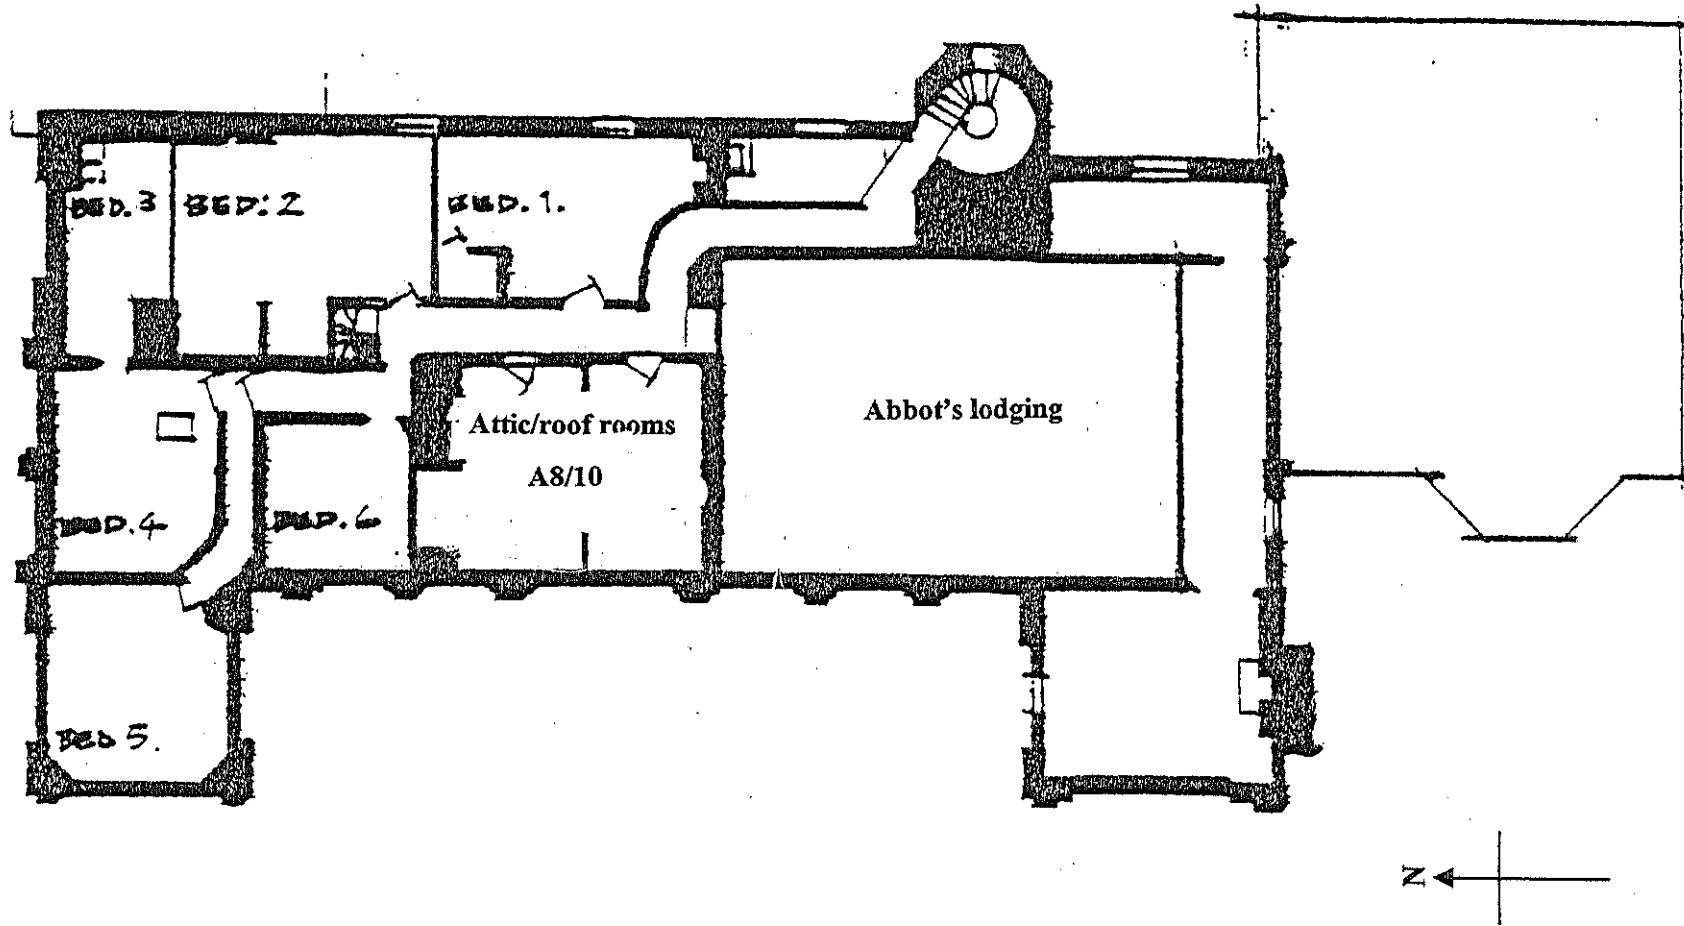 BED. 3
BED: 2
BED. 1.
Attic/roof rooms
A8/10
Abbot's lodging
BED. 4
BED. 6
BED 5.
N